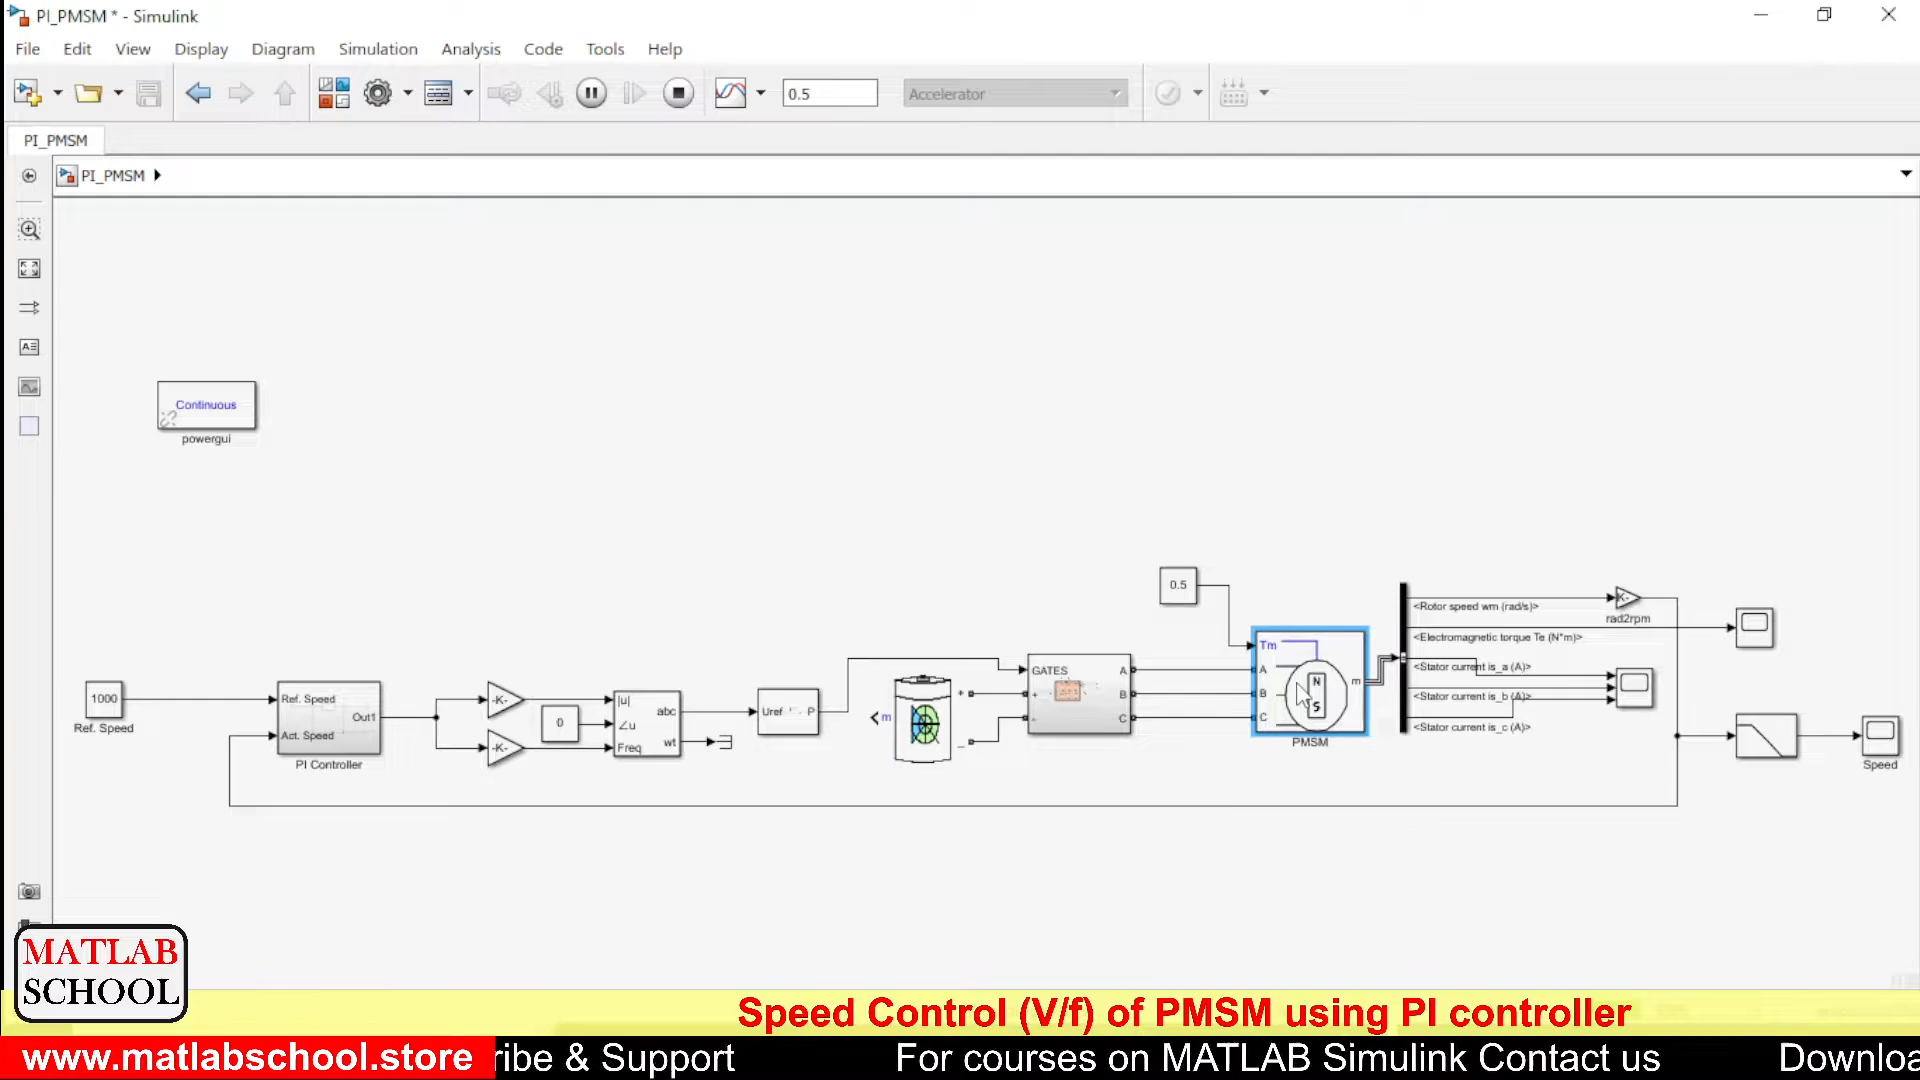 PI_PMSM * - Simulink
File Edit View Display Diagram Simulation Analysis Code Tools Help
0.5 Accelerator
PI_PMSM
PI_PMSM
Continuous
powergui
1000
Ref. Speed
Ref. Speed
Act. Speed
Out1
PI Controller
-K-
-K-
0
|u|
∠u
Freq
abc
wt
Uref P
m
+
_
GATES
+
-
A
B
C
0.5
Tm
A
B
C
N
S
m
PMSM
<Rotor speed wm (rad/s)>
<Electromagnetic torque Te (N*m)>
<Stator current is_a (A)>
<Stator current is_b (A)>
<Stator current is_c (A)>
K-
rad2rpm
Speed
MATLAB
SCHOOL
Speed Control (V/f) of PMSM using PI controller
www.matlabschool.store ribe & Support For courses on MATLAB Simulink Contact us Downloa